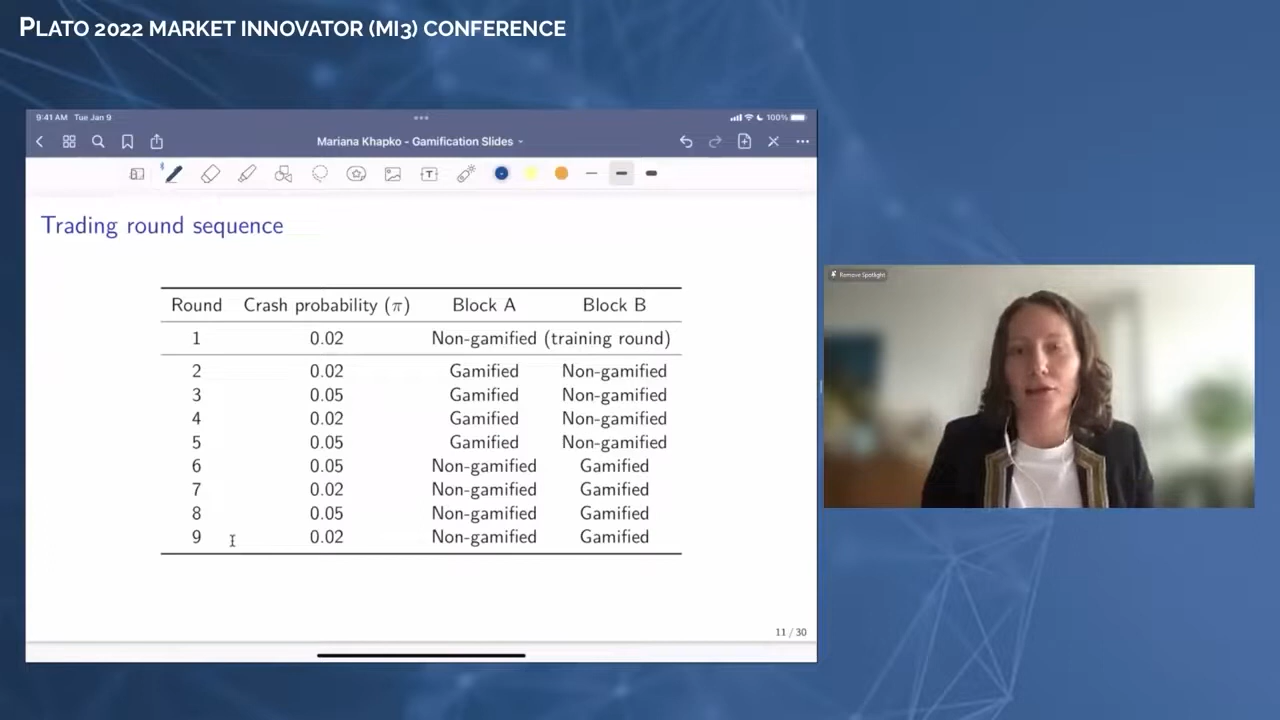 PLATO 2022 MARKET INNOVATOR (MI3) CONFERENCE
9:41 AM Tue Jan 9
100%
Mariana Khapko - Gamification Slides
Trading round sequence
Round Crash probability (π) Block A Block B
1 0.02 Non-gamified (training round)
2 0.02 Gamified Non-gamified
3 0.05 Gamified Non-gamified
4 0.02 Gamified Non-gamified
5 0.05 Gamified Non-gamified
6 0.05 Non-gamified Gamified
7 0.02 Non-gamified Gamified
8 0.05 Non-gamified Gamified
9 0.02 Non-gamified Gamified
11 / 30
Remove Spotlight